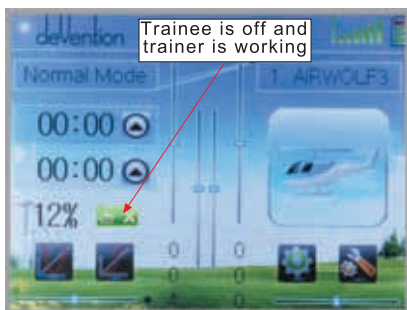 Trainee is off and
trainer is working
devention
Normal Mode
1. AIRWOLF3
00:00
00:00
12%
0
0
0
0
0